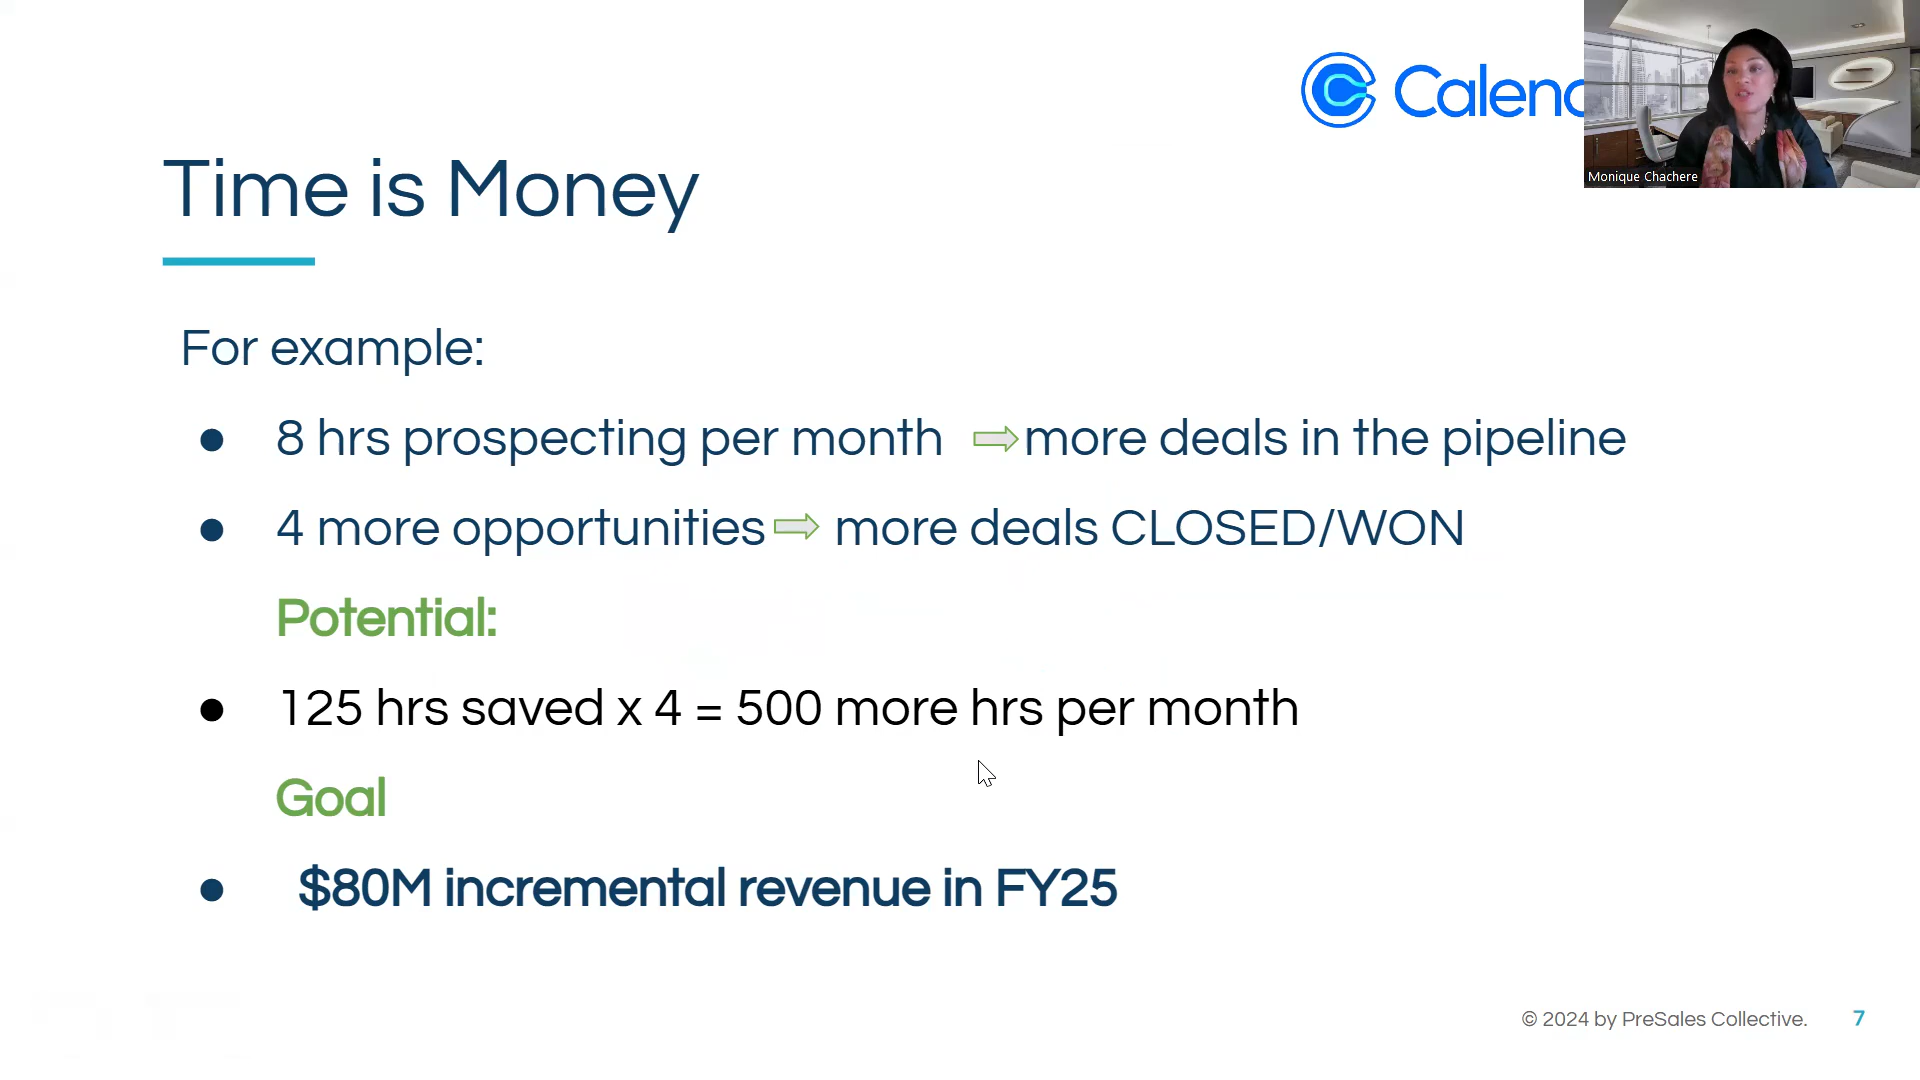 Calend
Monique Chachere
Time is Money
For example:
● 8 hrs prospecting per month more deals in the pipeline
● 4 more opportunities more deals CLOSED/WON
Potential:
● 125 hrs saved x 4 = 500 more hrs per month
Goal
● $80M incremental revenue in FY25
© 2024 by PreSales Collective. 7